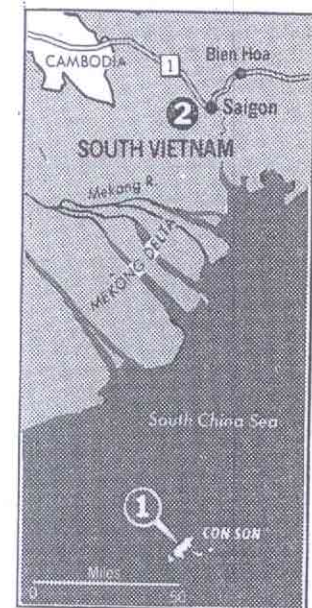 CAMBODIA
1
Bien Hoa
2
Saigon
SOUTH VIETNAM
Mekong R.
MEKONG DELTA
South China Sea
1
CON SON
Miles
0 50